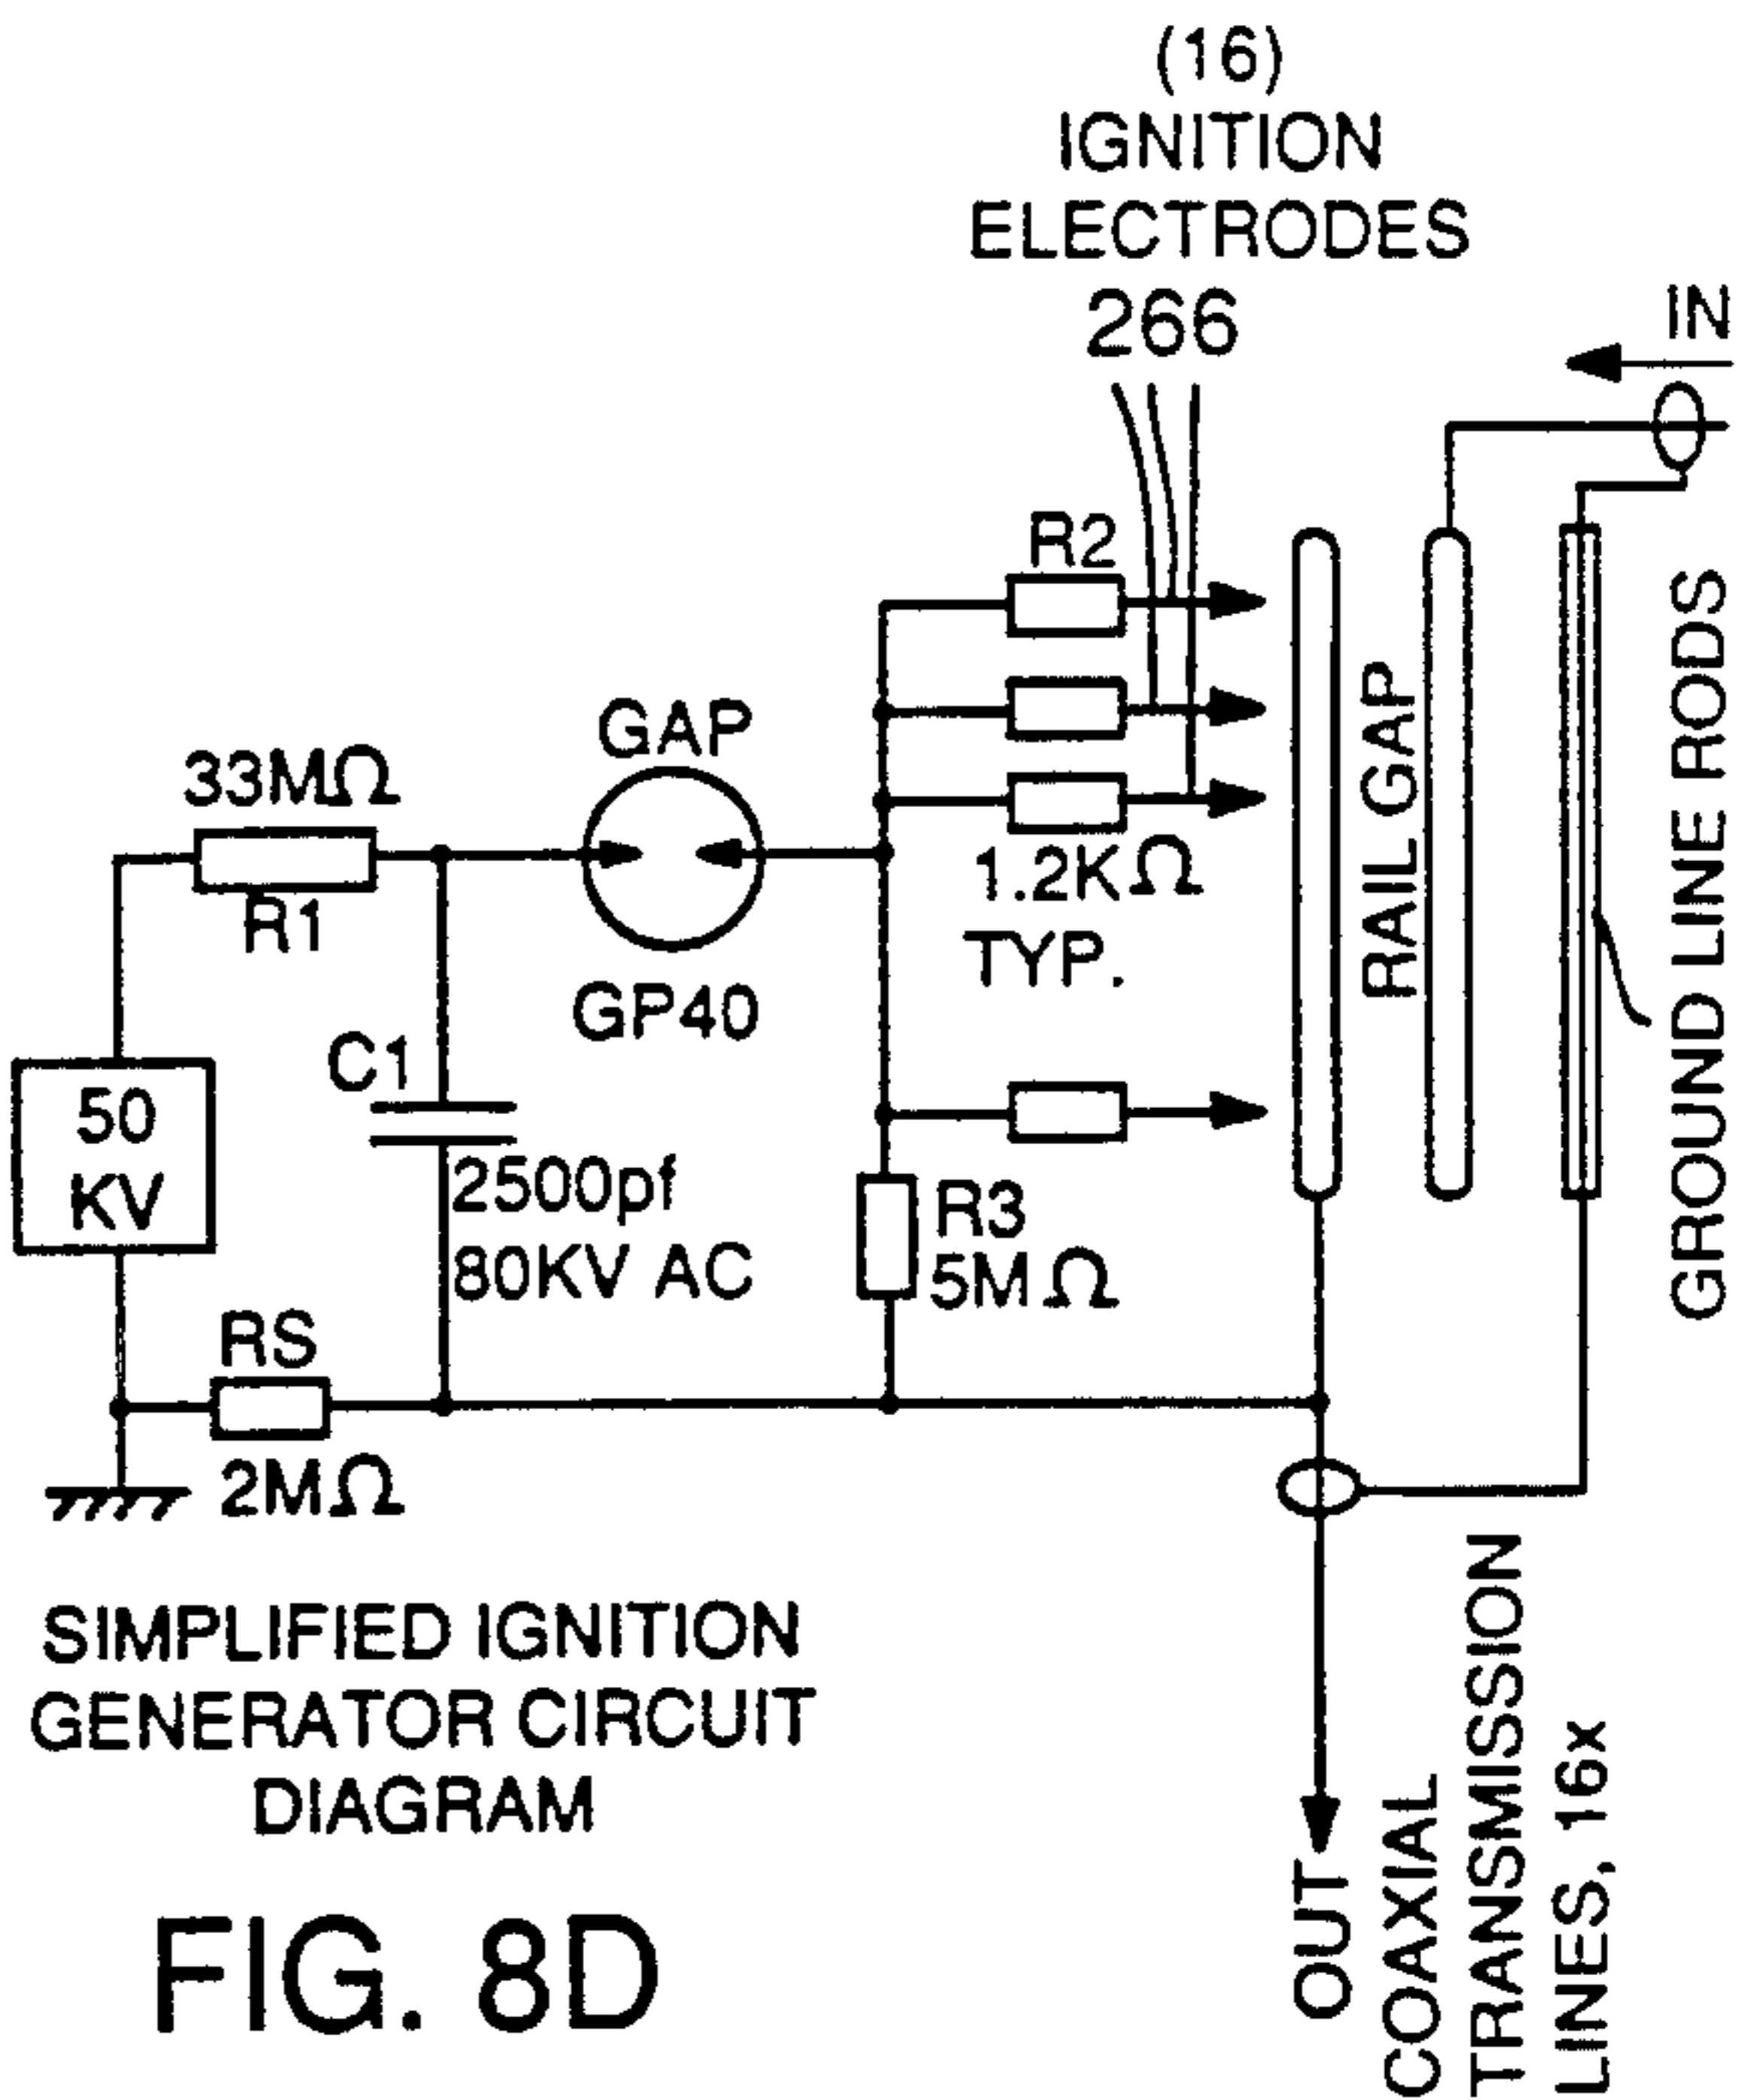 (16)
IGNITION
ELECTRODES
266
IN
R2
GAP
33MΩ
R1
GP40
1.2KΩ
TYP.
RAIL GAP
GROUND LINE RODS
50
KV
C1
2500pf
80KV AC
R3
5MΩ
RS
2MΩ
SIMPLIFIED IGNITION
GENERATOR CIRCUIT
DIAGRAM
OUT
COAXIAL
TRANSMISSION
LINES, 16x
FIG. 8D